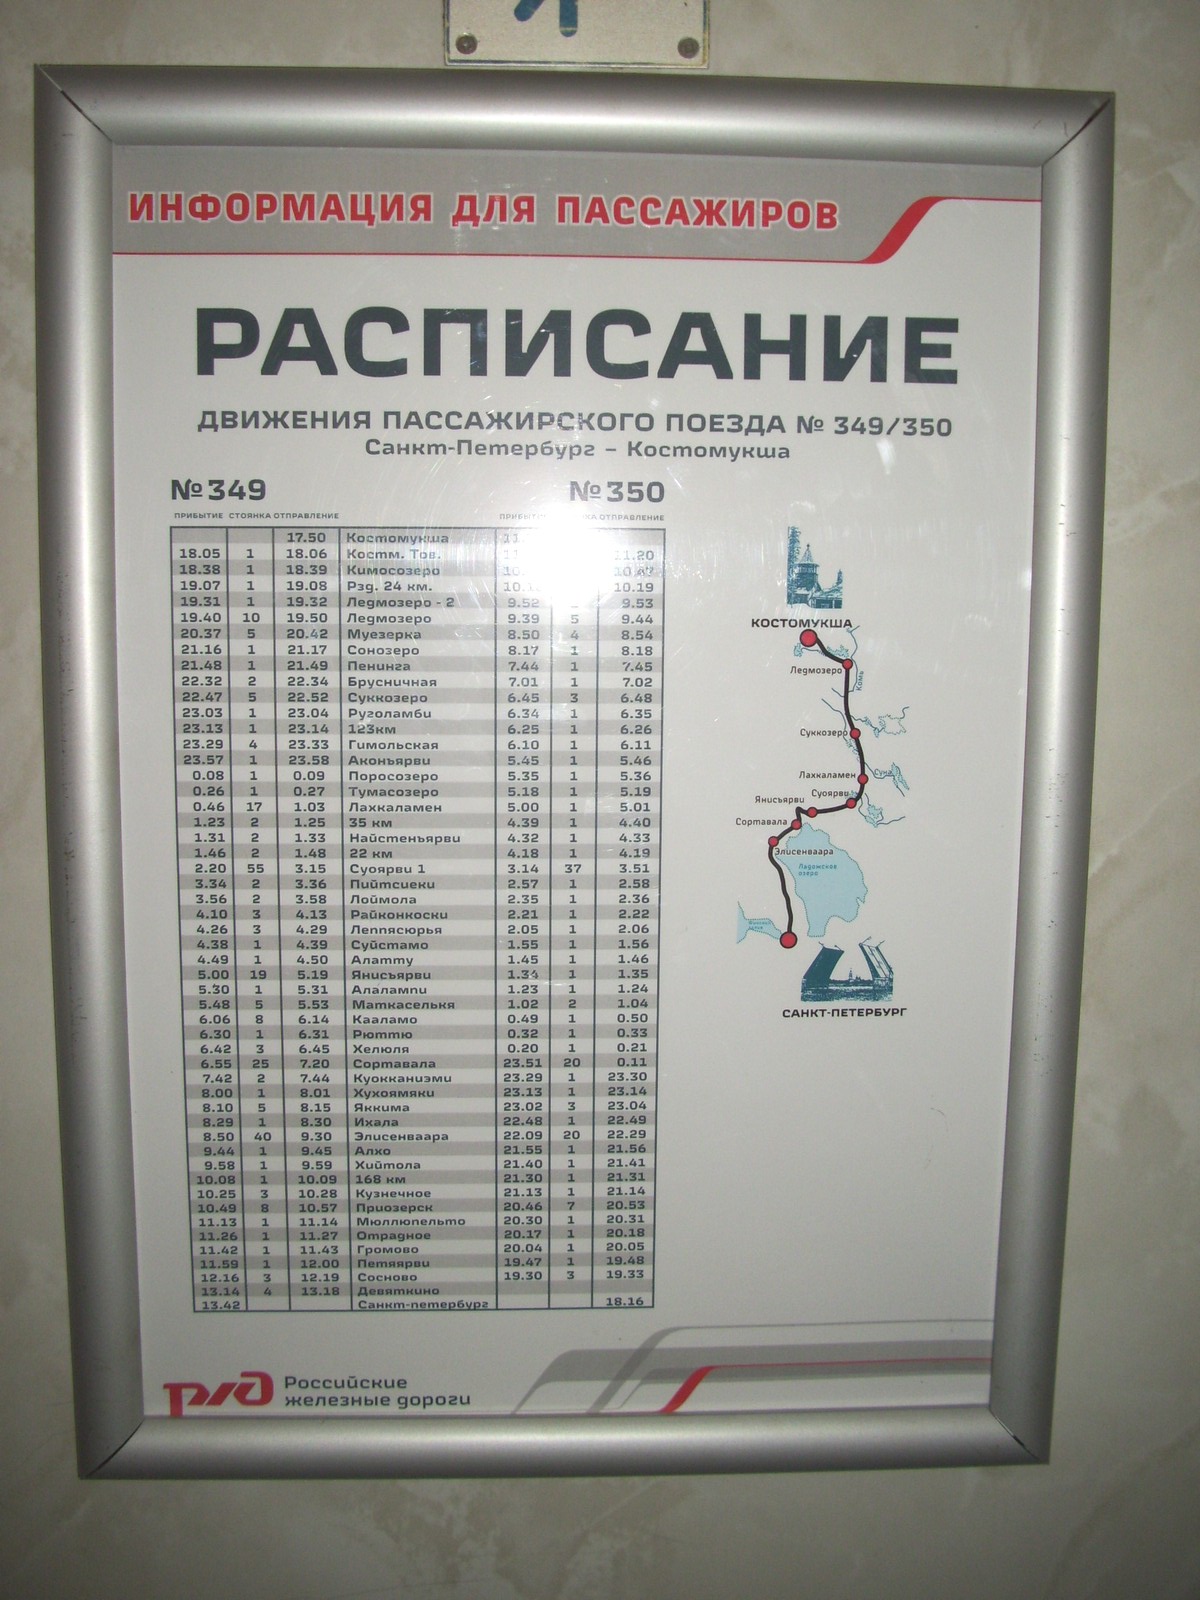 ИНФОРМАЦИЯ ДЛЯ ПАССАЖИРОВ
РАСПИСАНИЕ
ДВИЖЕНИЯ ПАССАЖИРСКОГО ПОЕЗДА № 349/350
Санкт-Петербург – Костомукша
№349 №350
ПРИБЫТИЕ СТОЯНКА ОТПРАВЛЕНИЕ ОТПРАВЛЕНИЕ
17.50 Костомукша
18.05 1 18.06 Костм. Тов. 11.20
18.38 1 18.39 Кимосозеро
19.07 1 19.08 Рзд. 24 км. 10.19
19.31 1 19.32 Ледмозеро - 2 9.52 9.53
19.40 10 19.50 Ледмозеро 9.39 5 9.44
20.37 5 20.42 Муезерка 8.50 4 8.54
21.16 1 21.17 Сонозеро 8.17 1 8.18
21.48 1 21.49 Пенинга 7.44 1 7.45
22.32 2 22.34 Брусничная 7.01 1 7.02
22.47 5 22.52 Суккозеро 6.45 3 6.48
23.03 1 23.04 Руголамби 6.34 1 6.35
23.13 1 23.14 123км 6.25 1 6.26
23.29 4 23.33 Гимольская 6.10 1 6.11
23.57 1 23.58 Аконъярви 5.45 1 5.46
0.08 1 0.09 Поросозеро 5.35 1 5.36
0.26 1 0.27 Тумасозеро 5.18 1 5.19
0.46 17 1.03 Лахкаламен 5.00 1 5.01
1.23 2 1.25 35 км 4.39 1 4.40
1.31 2 1.33 Найстенъярви 4.32 1 4.33
1.46 2 1.48 22 км 4.18 1 4.19
2.20 55 3.15 Суоярви 1 3.14 37 3.51
3.34 2 3.36 Пийтсиеки 2.57 1 2.58
3.56 2 3.58 Лоймола 2.35 1 2.36
4.10 3 4.13 Райконкоски 2.21 1 2.22
4.26 3 4.29 Леппясюрья 2.05 1 2.06
4.38 1 4.39 Суйстамо 1.55 1 1.56
4.49 1 4.50 Алатту 1.45 1 1.46
5.00 19 5.19 Янисъярви 1.34 1 1.35
5.30 1 5.31 Алалампи 1.23 1 1.24
5.48 5 5.53 Маткаселькя 1.02 2 1.04
6.06 8 6.14 Кааламо 0.49 1 0.50
6.30 1 6.31 Рюттю 0.32 1 0.33
6.42 3 6.45 Хелюля 0.20 1 0.21
6.55 25 7.20 Сортавала 23.51 20 0.11
7.42 2 7.44 Куокканиэми 23.29 1 23.30
8.00 1 8.01 Хухоямяки 23.13 1 23.14
8.10 5 8.15 Яккима 23.02 3 23.04
8.29 1 8.30 Ихала 22.48 1 22.49
8.50 40 9.30 Элисенваара 22.09 20 22.29
9.44 1 9.45 Алхо 21.55 1 21.56
9.58 1 9.59 Хийтола 21.40 1 21.41
10.08 1 10.09 168 км 21.30 1 21.31
10.25 3 10.28 Кузнечное 21.13 1 21.14
10.49 8 10.57 Приозерск 20.46 7 20.53
11.13 1 11.14 Мюллюпельто 20.30 1 20.31
11.26 1 11.27 Отрадное 20.17 1 20.18
11.42 1 11.43 Громово 20.04 1 20.05
11.59 1 12.00 Петяярви 19.47 1 19.48
12.16 3 12.19 Сосново 19.30 3 19.33
13.14 4 13.18 Девяткино
13.42 Санкт-петербург 18.16
КОСТОМУКША
Ледмозеро
Кемь
Суккозеро
Лахкаламен
Суна
Суоярви
Янисъярви
Сортавала
Элисенваара
Ладожское
озеро
САНКТ-ПЕТЕРБУРГ
Российские
железные дороги